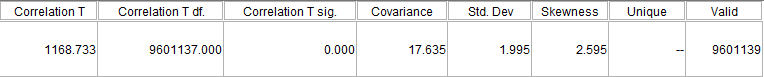 Correlation T Correlation T df. Correlation T sig. Covariance Std. Dev Skewness Unique Valid
1168.733 9601137.000 0.000 17.635 1.995 2.595 -- 9601139